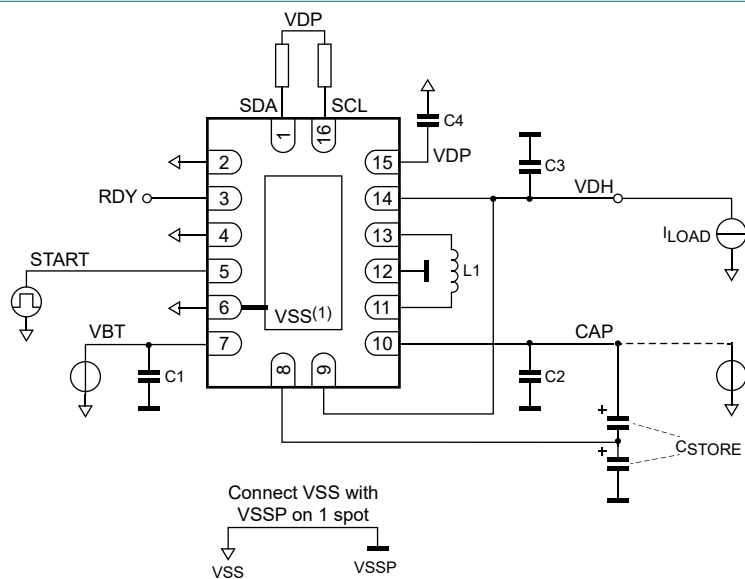 VDP
SDA
SCL
1
16
C4
VDP
2
15
C3
RDY
3
14
VDH
4
13
ILOAD
START
5
12
L1
6
VSS(1)
11
VBT
7
10
CAP
C1
8
9
C2
+
+
CSTORE
Connect VSS with
VSSP on 1 spot
VSS
VSSP